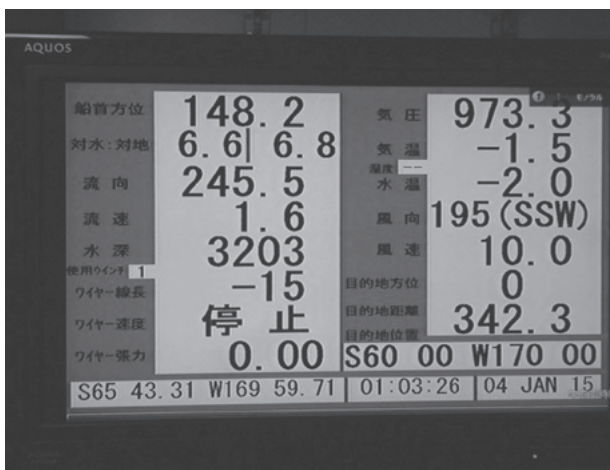 AQUOS
モノラル
船首方位 148.2 気圧 973.3
対水:対地 6.6 6.8 気温 -1.5
湿度 --
流向 245.5 水温 -2.0
流速 1.6 風向 195(SSW)
水深 3203 風速 10.0
使用ウインチ 1
ワイヤー線長 -15 目的地方位 0
ワイヤー速度 停止 目的地距離 342.3
ワイヤー張力 0.00 目的地位置 S60 00 W170 00
S65 43.31 W169 59.71 01:03:26 04 JAN 15